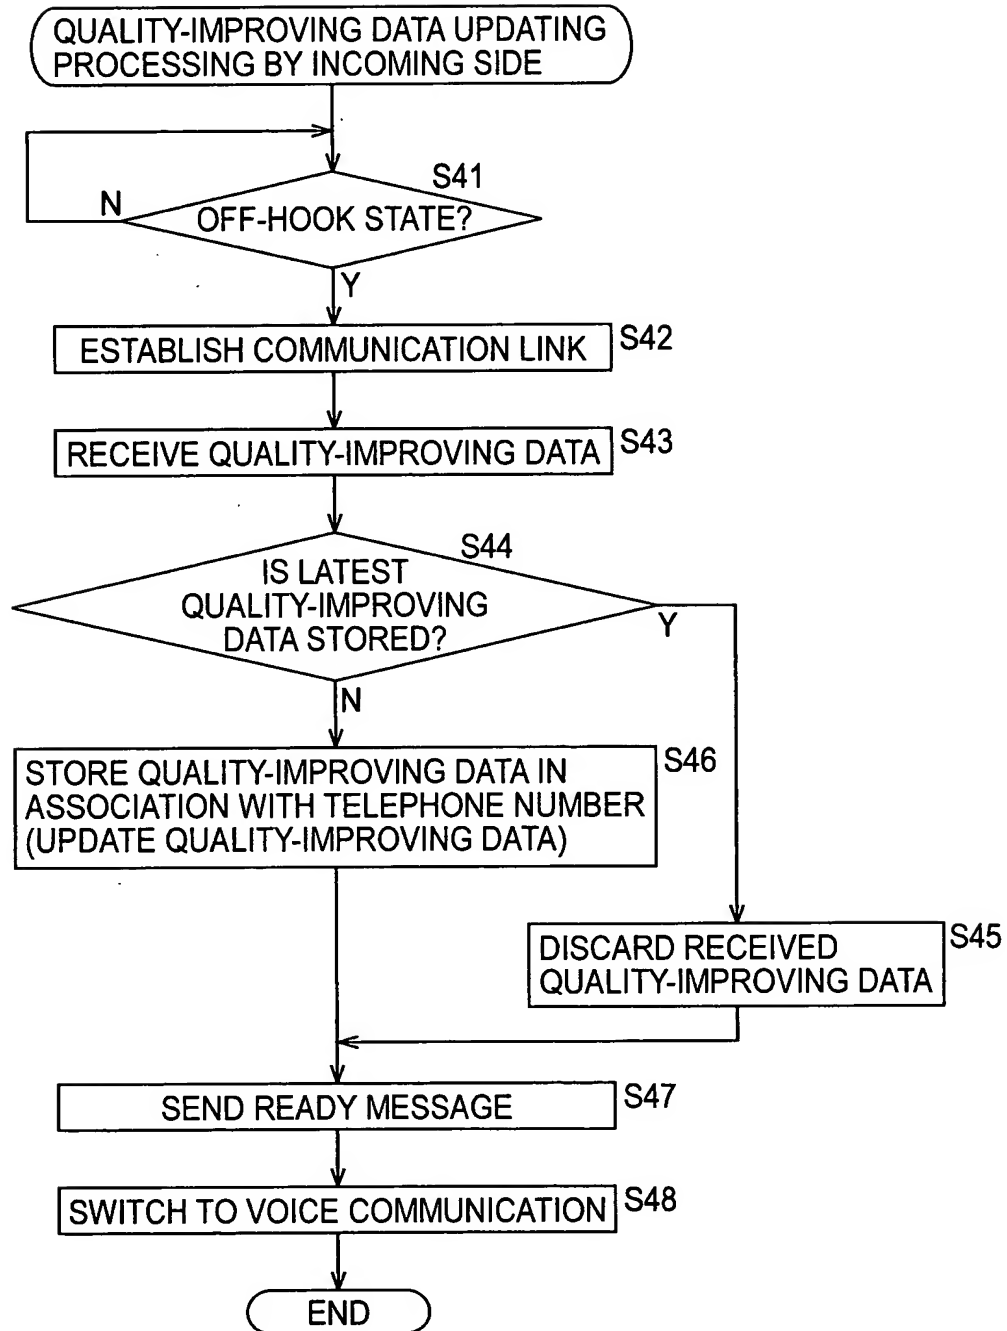 QUALITY-IMPROVING DATA UPDATING
PROCESSING BY INCOMING SIDE
S41
N
OFF-HOOK STATE?
Y
ESTABLISH COMMUNICATION LINK
S42
RECEIVE QUALITY-IMPROVING DATA
S43
S44
IS LATEST
QUALITY-IMPROVING
DATA STORED?
Y
N
STORE QUALITY-IMPROVING DATA IN
ASSOCIATION WITH TELEPHONE NUMBER
(UPDATE QUALITY-IMPROVING DATA)
S46
DISCARD RECEIVED
QUALITY-IMPROVING DATA
S45
SEND READY MESSAGE
S47
SWITCH TO VOICE COMMUNICATION
S48
END